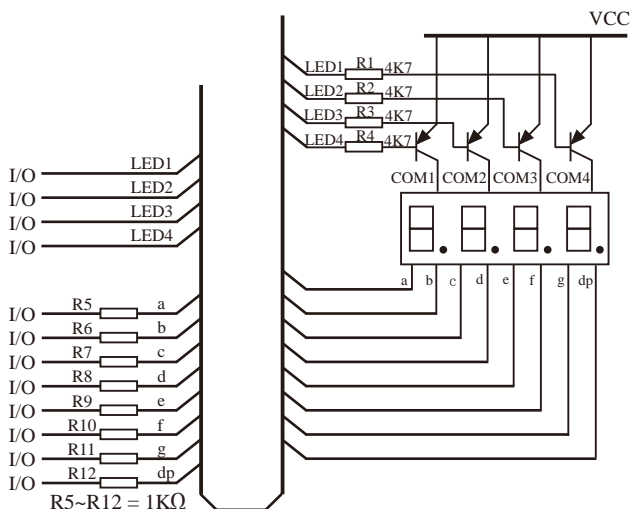 VCC
LED1 R1 4K7
LED2 R2 4K7
LED3 R3 4K7
LED4 R4 4K7
COM1 COM2 COM3 COM4
a b c d e f g dp
I/O LED1
I/O LED2
I/O LED3
I/O LED4
I/O R5 a
I/O R6 b
I/O R7 c
I/O R8 d
I/O R9 e
I/O R10 f
I/O R11 g
I/O R12 dp
R5~R12 = 1KΩ